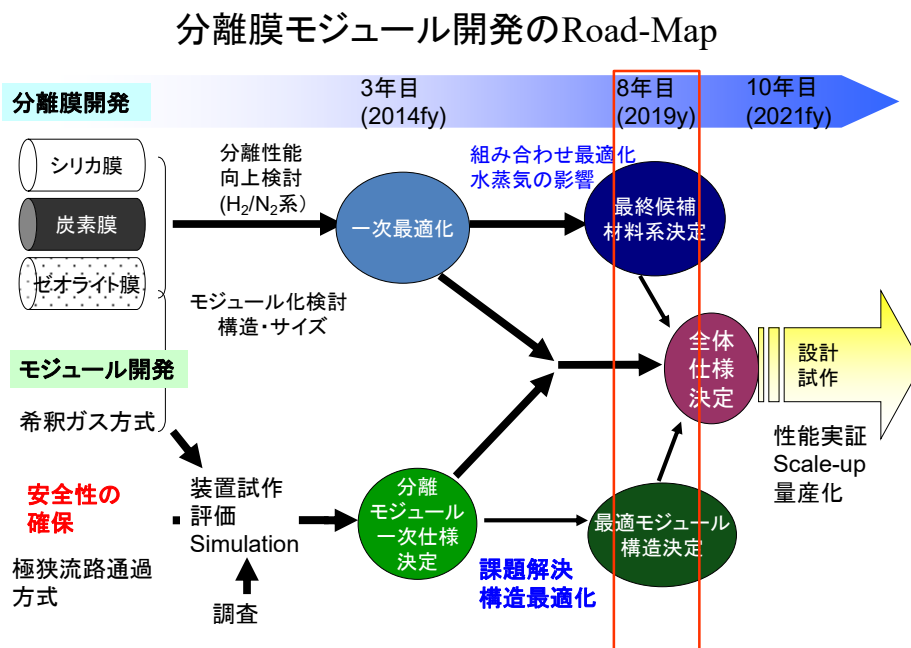 分離膜モジュール開発のRoad-Map
3年目
(2014fy)
8年目
(2019y)
10年目
(2021fy)
分離膜開発
シリカ膜
炭素膜
ゼオライト膜
分離性能
向上検討
(H₂/N₂系)
一次最適化
組み合わせ最適化
水蒸気の影響
最終候補
材料系決定
モジュール化検討
構造・サイズ
モジュール開発
希釈ガス方式
安全性の
確保
極狭流路通過
方式
装置試作
評価
Simulation
調査
分離
モジュール
一次仕様
決定
課題解決
構造最適化
最適モジュール
構造決定
全体
仕様
決定
設計
試作
性能実証
Scale-up
量産化